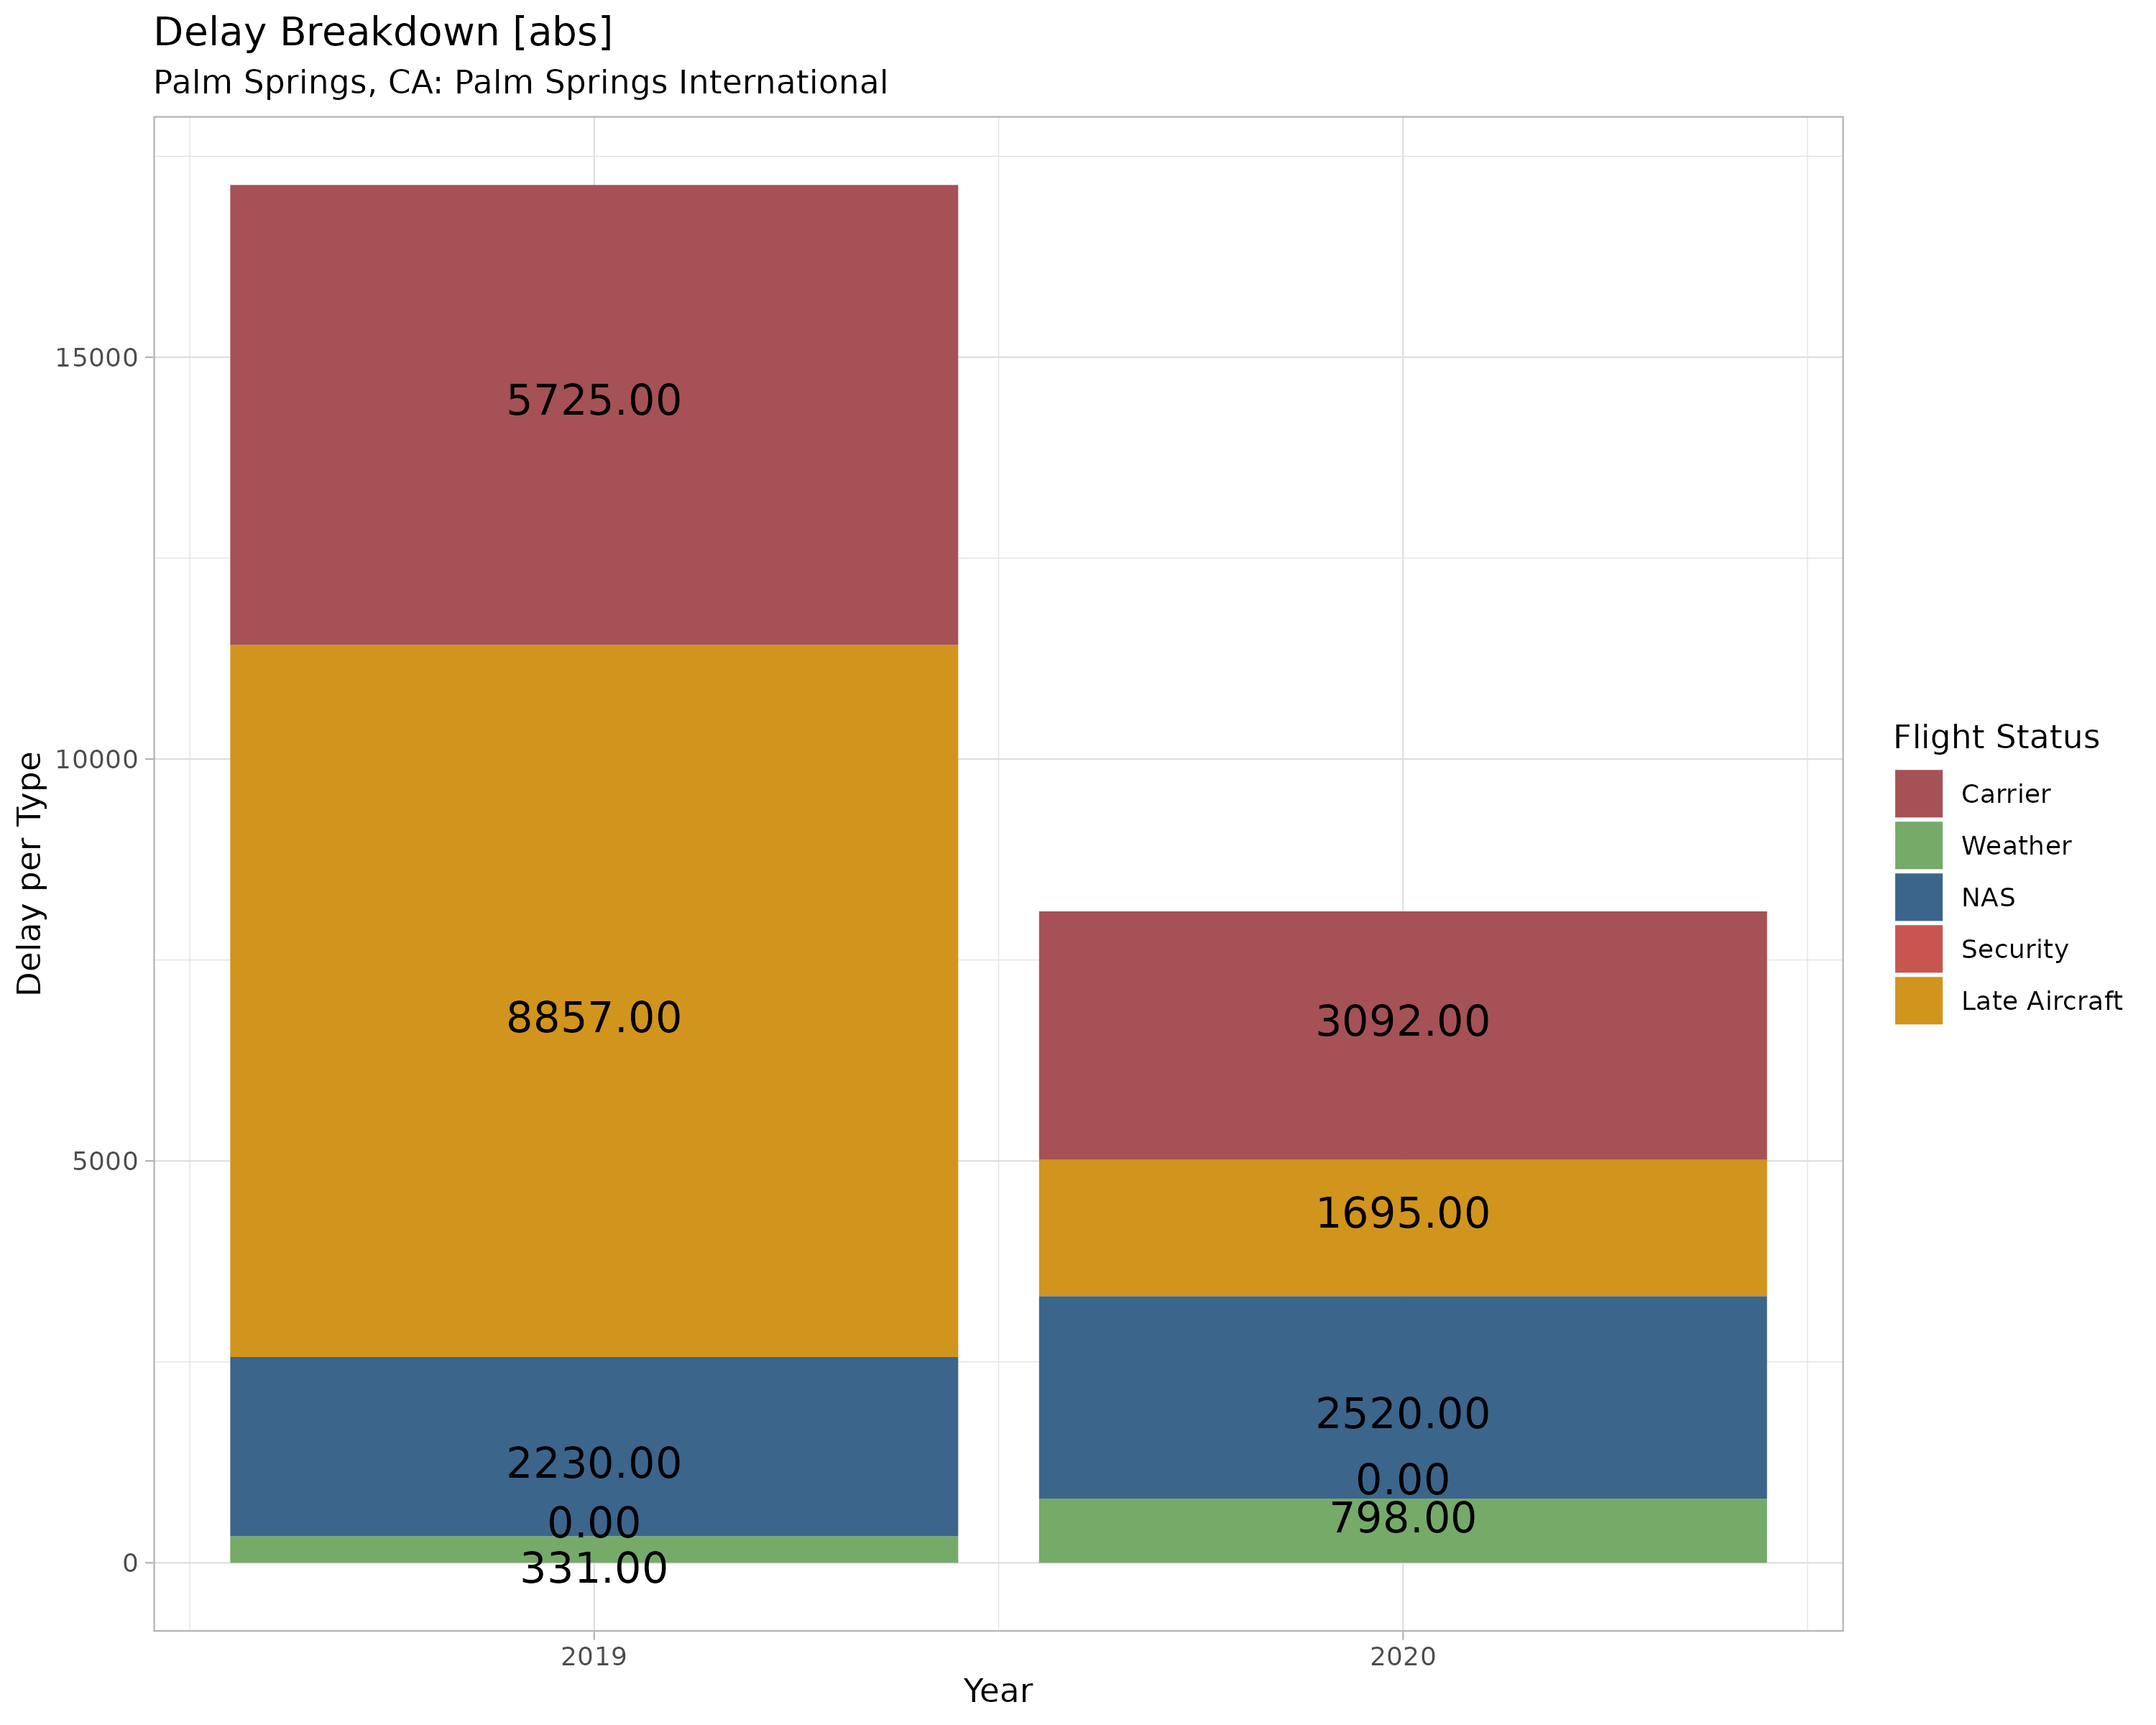 Delay Breakdown [abs]
Palm Springs, CA: Palm Springs International
Delay per Type
15000
10000
5000
0
5725.00
8857.00
2230.00
0.00
331.00
3092.00
1695.00
2520.00
0.00
798.00
2019
2020
Year
Flight Status
Carrier
Weather
NAS
Security
Late Aircraft